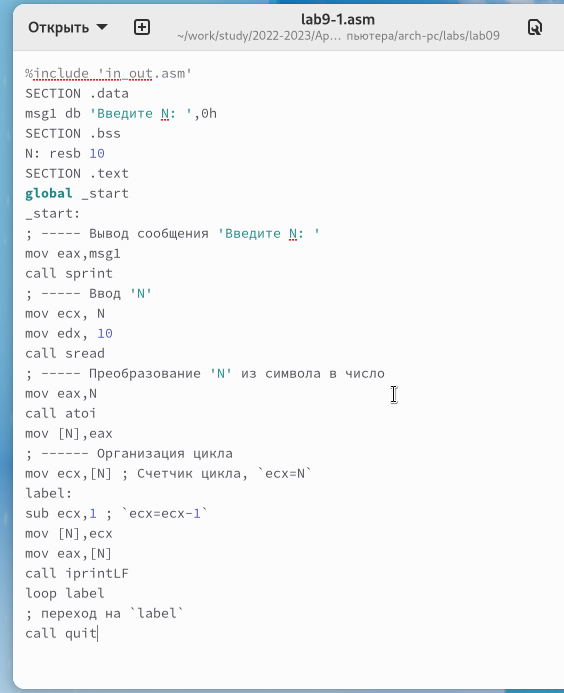 Открыть
lab9-1.asm
~/work/study/2022-2023/Ар... пьютера/arch-pc/labs/lab09
%include 'in_out.asm'
SECTION .data
msg1 db 'Введите N: ',0h
SECTION .bss
N: resb 10
SECTION .text
global _start
_start:
; ----- Вывод сообщения 'Введите N: '
mov eax,msg1
call sprint
; ----- Ввод 'N'
mov ecx, N
mov edx, 10
call sread
; ----- Преобразование 'N' из символа в число
mov eax,N
call atoi
mov [N],eax
; ------ Организация цикла
mov ecx,[N] ; Счетчик цикла, `ecx=N`
label:
sub ecx,1 ; `ecx=ecx-1`
mov [N],ecx
mov eax,[N]
call iprintLF
loop label
; переход на `label`
call quit